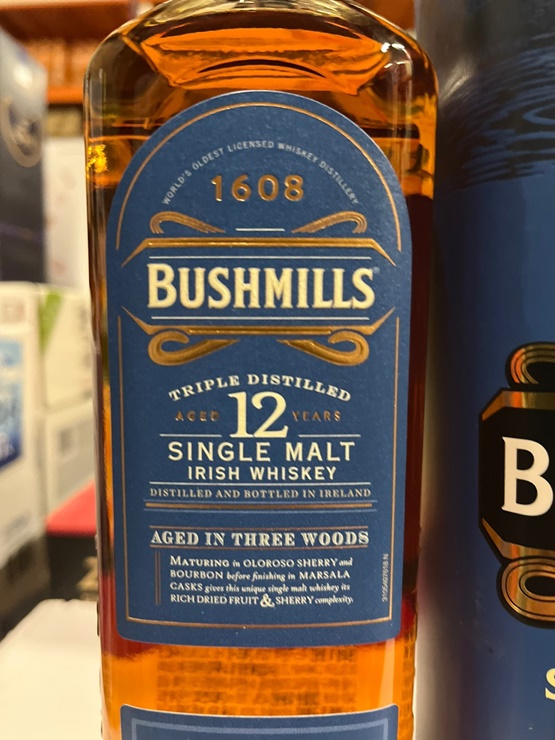 WORLD'S OLDEST LICENSED WHISKEY DISTILLERY
1608
BUSHMILLS
TRIPLE DISTILLED
AGED 12 YEARS
SINGLE MALT
IRISH WHISKEY
DISTILLED AND BOTTLED IN IRELAND
AGED IN THREE WOODS
MATURING in OLOROSO SHERRY and
BOURBON before finishing in MARSALA
CASKS gives this unique single malt whiskey its
RICH DRIED FRUIT & SHERRY complexity.
B
S